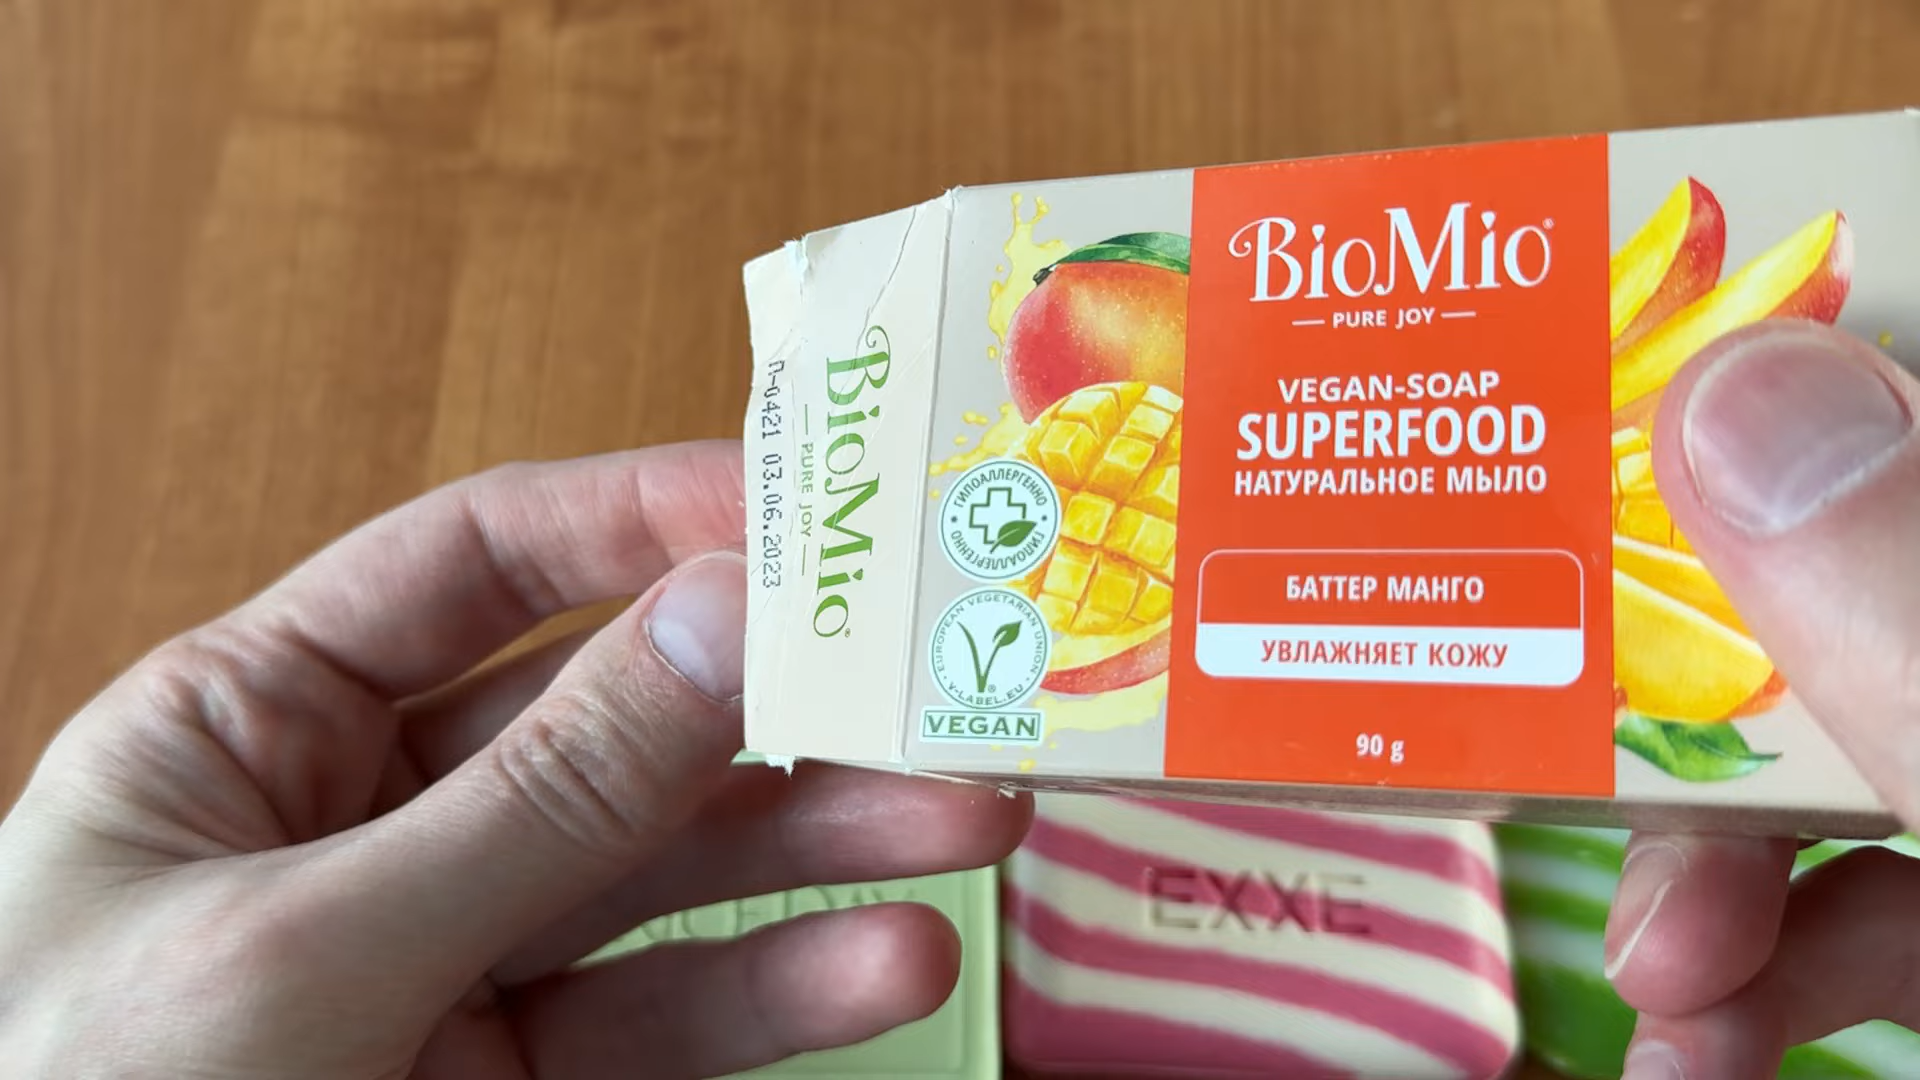 BioMio
PURE JOY
VEGAN-SOAP
SUPERFOOD
НАТУРАЛЬНОЕ МЫЛО
БАТТЕР МАНГО
УВЛАЖНЯЕТ КОЖУ
90 g
ГИПОАЛЛЕРГЕННО • ГИПОАЛЛЕРГЕННО •
EUROPEAN VEGETARIAN UNION
V-LABEL.EU
VEGAN
BioMio
PURE JOY
П-0421 03.06.2023
EXXE